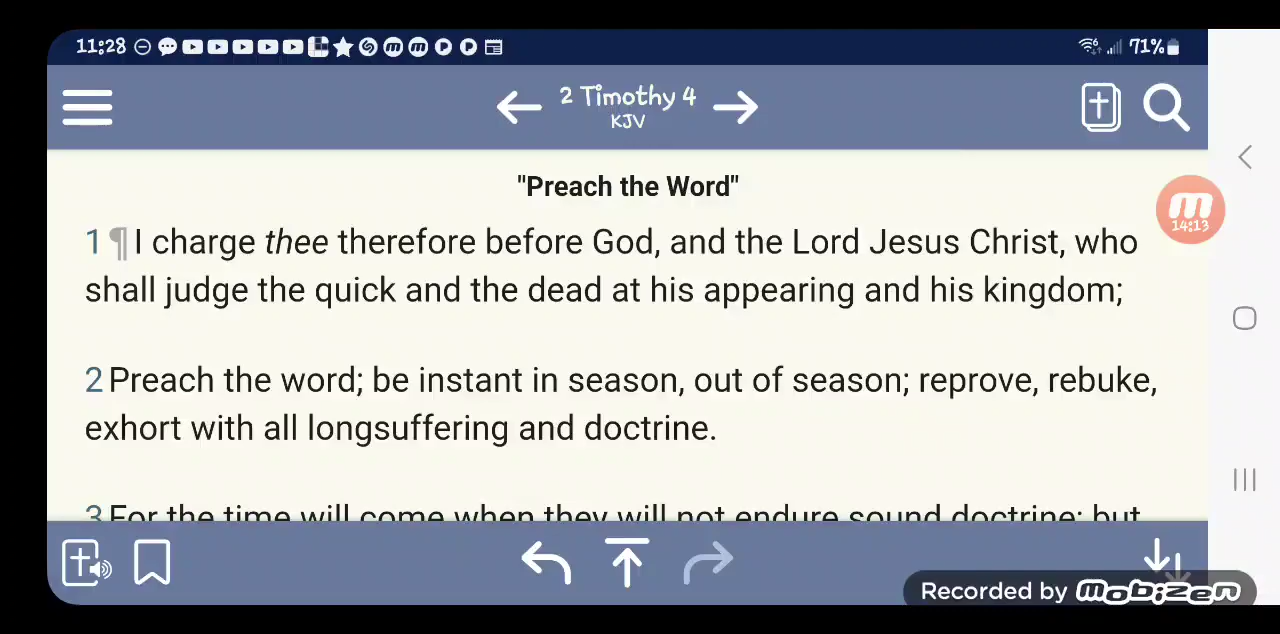 11:28
71%
2 Timothy 4
KJV
"Preach the Word"
14:13
1 ¶ I charge thee therefore before God, and the Lord Jesus Christ, who
shall judge the quick and the dead at his appearing and his kingdom;
2 Preach the word; be instant in season, out of season; reprove, rebuke,
exhort with all longsuffering and doctrine.
3 For the time will come when they will not endure sound doctrine; but
Recorded by mobizen